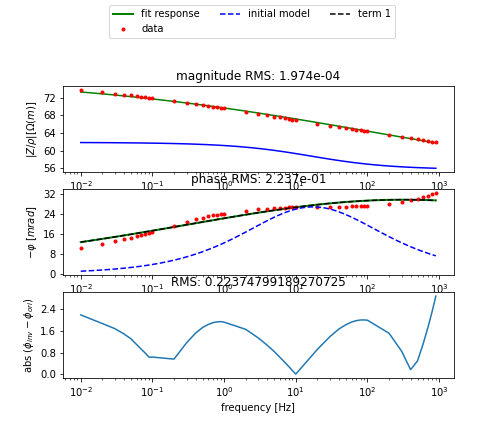 fit response
data
initial model
term 1
magnitude RMS: 1.974e-04
|Z/ρ|[Ω(m)]
72
68
64
60
56
10⁻² 10⁻¹ 10⁰ 10¹ 10² 10³
phase RMS: 2.237e-01
−φ [mrad]
32
24
16
8
0
10⁻² 10⁻¹ 10⁰ 10¹ 10² 10³
RMS: 0.22374799189270725
abs (ϕinv − ϕori)
2.4
1.6
0.8
0.0
10⁻² 10⁻¹ 10⁰ 10¹ 10² 10³
frequency [Hz]